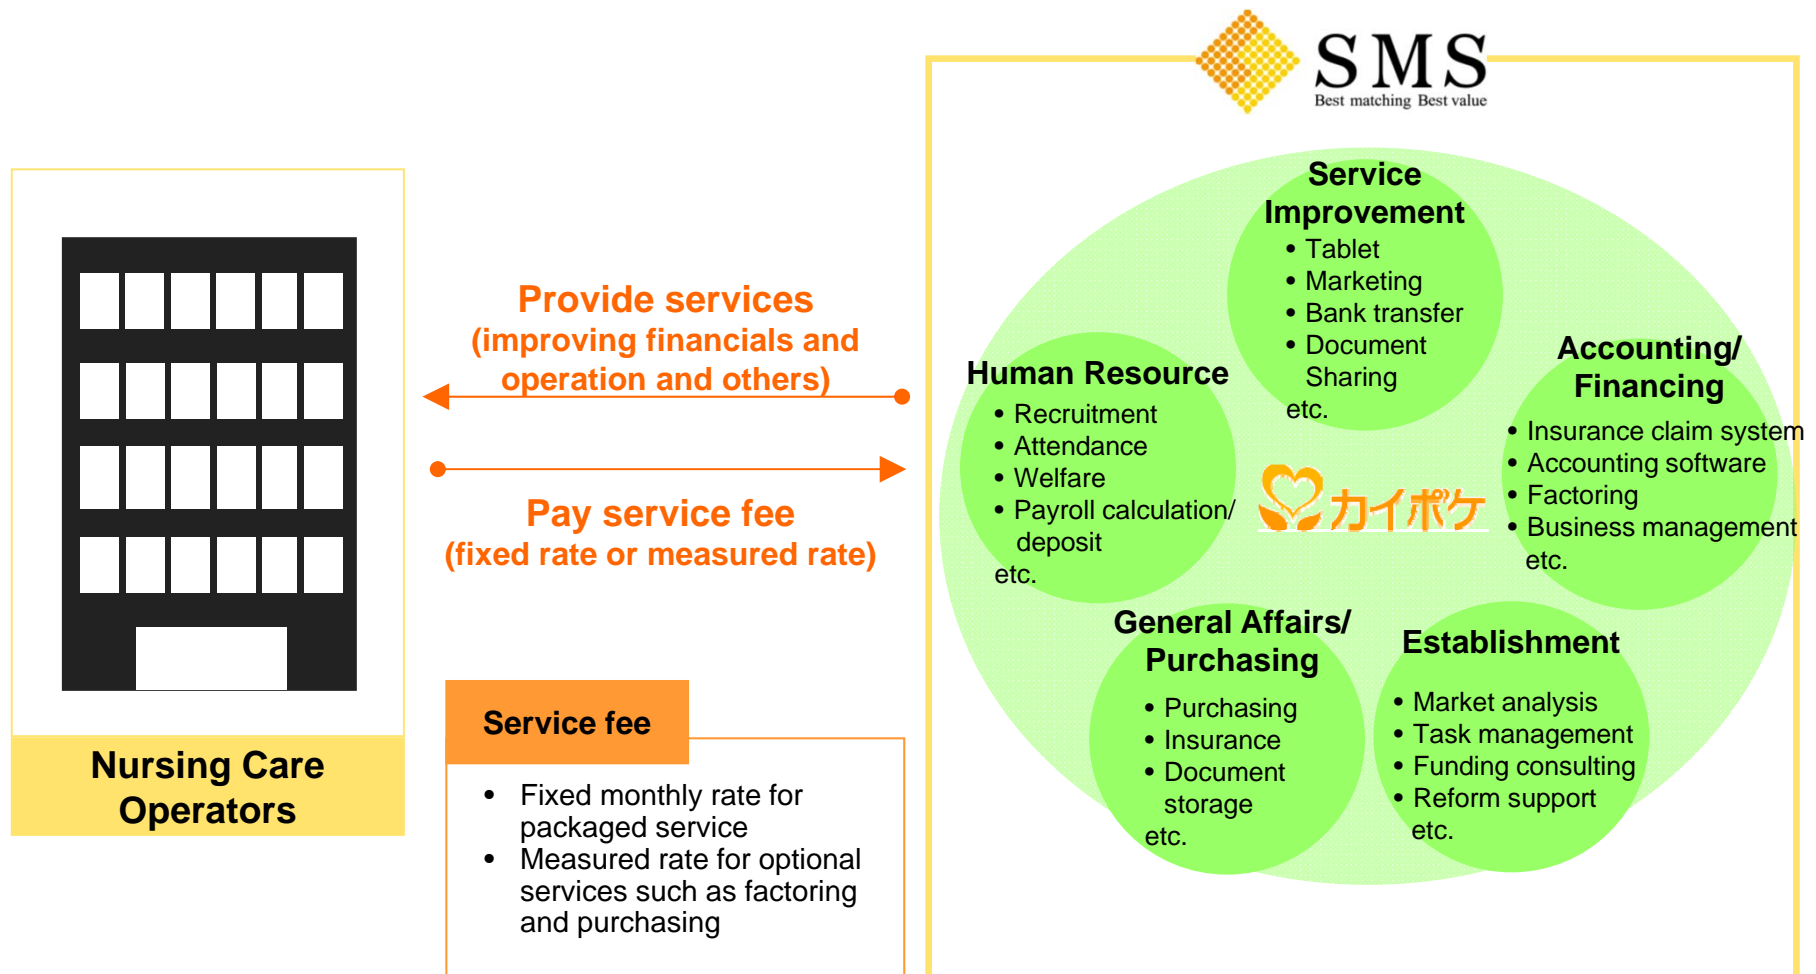 SMS
Best matching Best value
Nursing Care
Operators
Provide services
(improving financials and
operation and others)
Pay service fee
(fixed rate or measured rate)
Service fee
• Fixed monthly rate for
packaged service
• Measured rate for optional
services such as factoring
and purchasing
Service
Improvement
• Tablet
• Marketing
• Bank transfer
• Document
Sharing
etc.
Human Resource
• Recruitment
• Attendance
• Welfare
• Payroll calculation/
deposit
etc.
カイポケ
Accounting/
Financing
• Insurance claim system
• Accounting software
• Factoring
• Business management
etc.
General Affairs/
Purchasing
• Purchasing
• Insurance
• Document
storage
etc.
Establishment
• Market analysis
• Task management
• Funding consulting
• Reform support
etc.